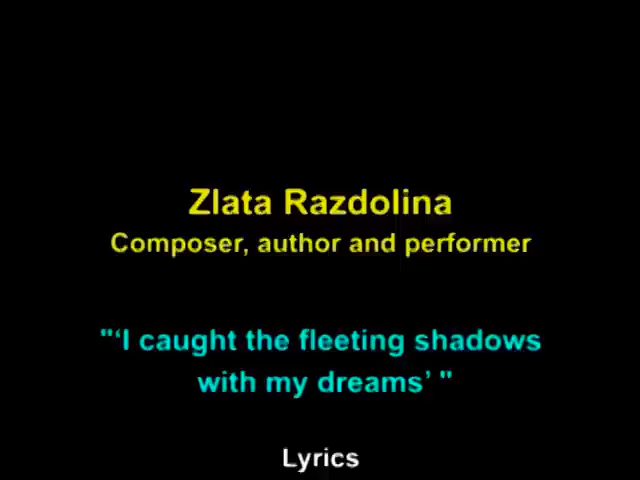 Zlata Razdolina
Composer, author and performer
"‘I caught the fleeting shadows
with my dreams’ "
Lyrics